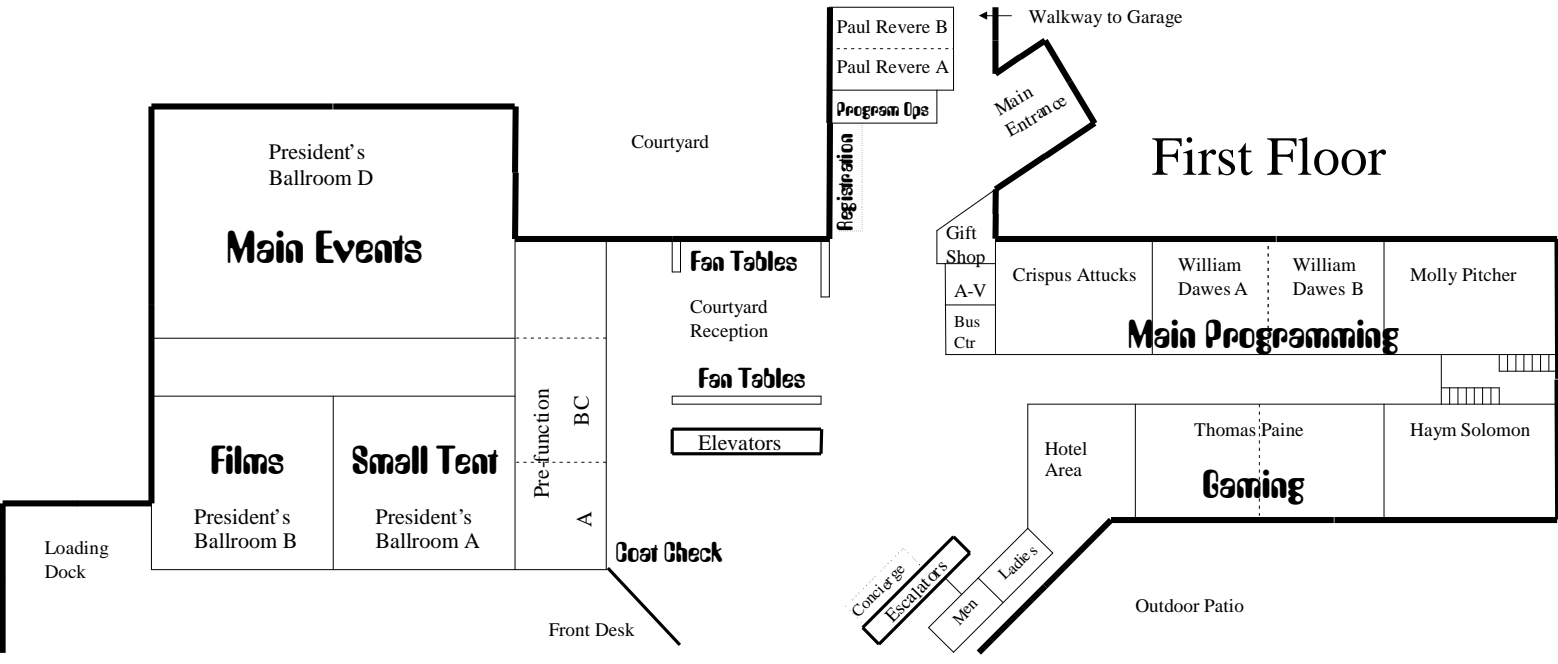 Paul Revere B
Walkway to Garage
Paul Revere A
Program Ops
Main
Entrance
First Floor
Registration
Courtyard
President's
Ballroom D
Main Events
Gift
Shop
A-V
Bus
Ctr
Crispus Attucks
William
Dawes A
William
Dawes B
Molly Pitcher
Main Programming
Fan Tables
Courtyard
Reception
Fan Tables
Elevators
Pre-function
BC
A
Films
President's
Ballroom B
Small Tent
President's
Ballroom A
Hotel
Area
Thomas Paine
Gaming
Haym Solomon
Loading
Dock
Coat Check
Front Desk
Concierge
Escalators
Men
Ladies
Outdoor Patio